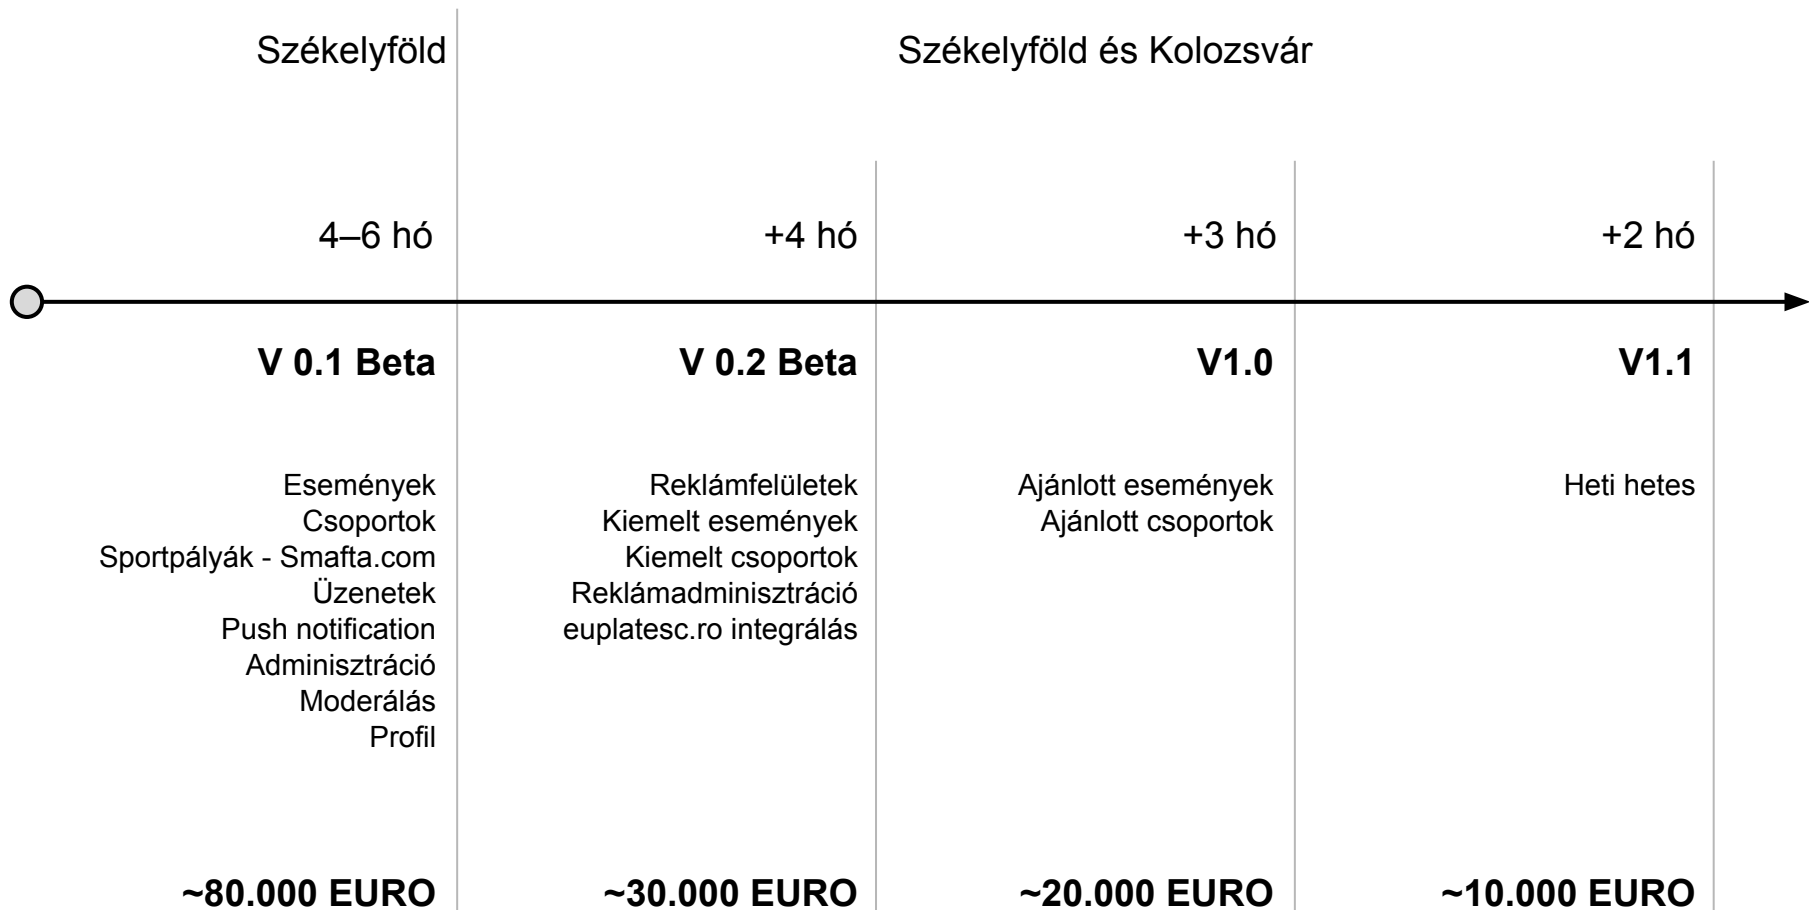 Székelyföld
Székelyföld és Kolozsvár
4–6 hó
+4 hó
+3 hó
+2 hó
V 0.1 Beta
V 0.2 Beta
V1.0
V1.1
Események
Csoportok
Sportpályák - Smafta.com
Üzenetek
Push notification
Adminisztráció
Moderálás
Profil
Reklámfelületek
Kiemelt események
Kiemelt csoportok
Reklámadminisztráció
euplatesc.ro integrálás
Ajánlott események
Ajánlott csoportok
Heti hetes
~80.000 EURO
~30.000 EURO
~20.000 EURO
~10.000 EURO